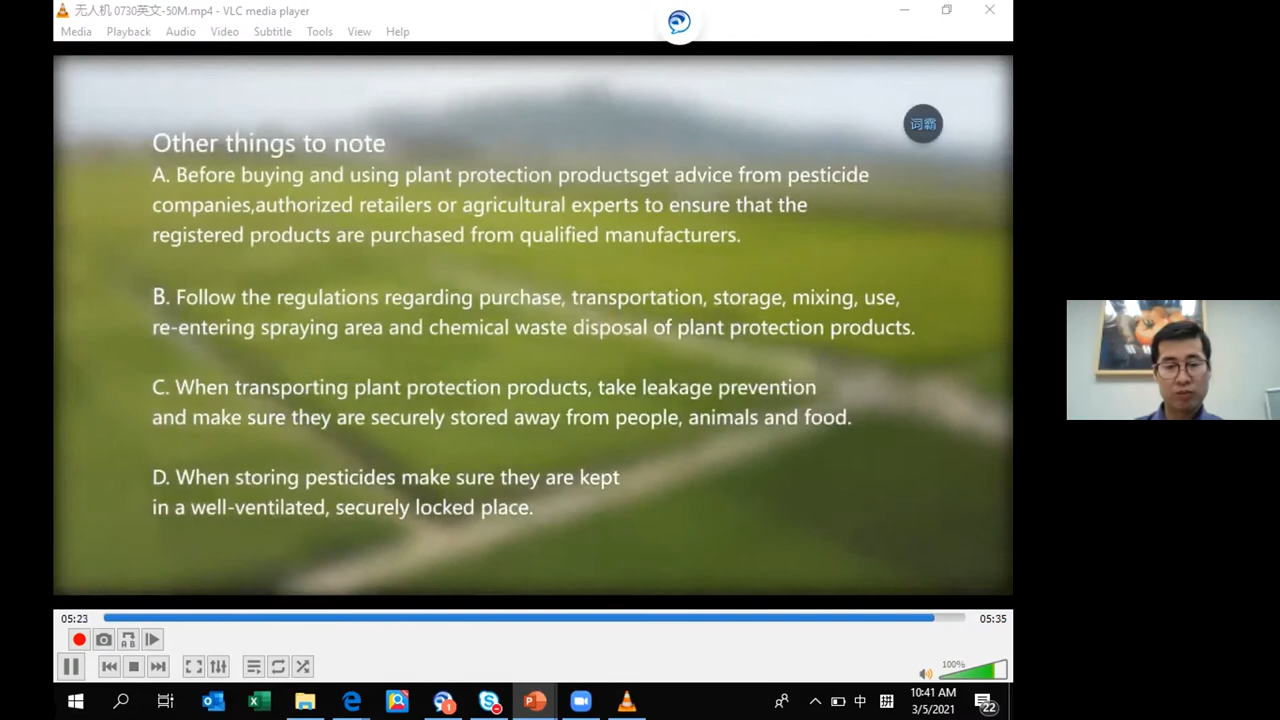 无人机 0730英文-50M.mp4 - VLC media player
Media Playback Audio Video Subtitle Tools View Help
词霸
Other things to note
A. Before buying and using plant protection productsget advice from pesticide
companies,authorized retailers or agricultural experts to ensure that the
registered products are purchased from qualified manufacturers.
B. Follow the regulations regarding purchase, transportation, storage, mixing, use,
re-entering spraying area and chemical waste disposal of plant protection products.
C. When transporting plant protection products, take leakage prevention
and make sure they are securely stored away from people, animals and food.
D. When storing pesticides make sure they are kept
in a well-ventilated, securely locked place.
05:23 05:35
100%
中 拼 10:41 AM
3/5/2021 22